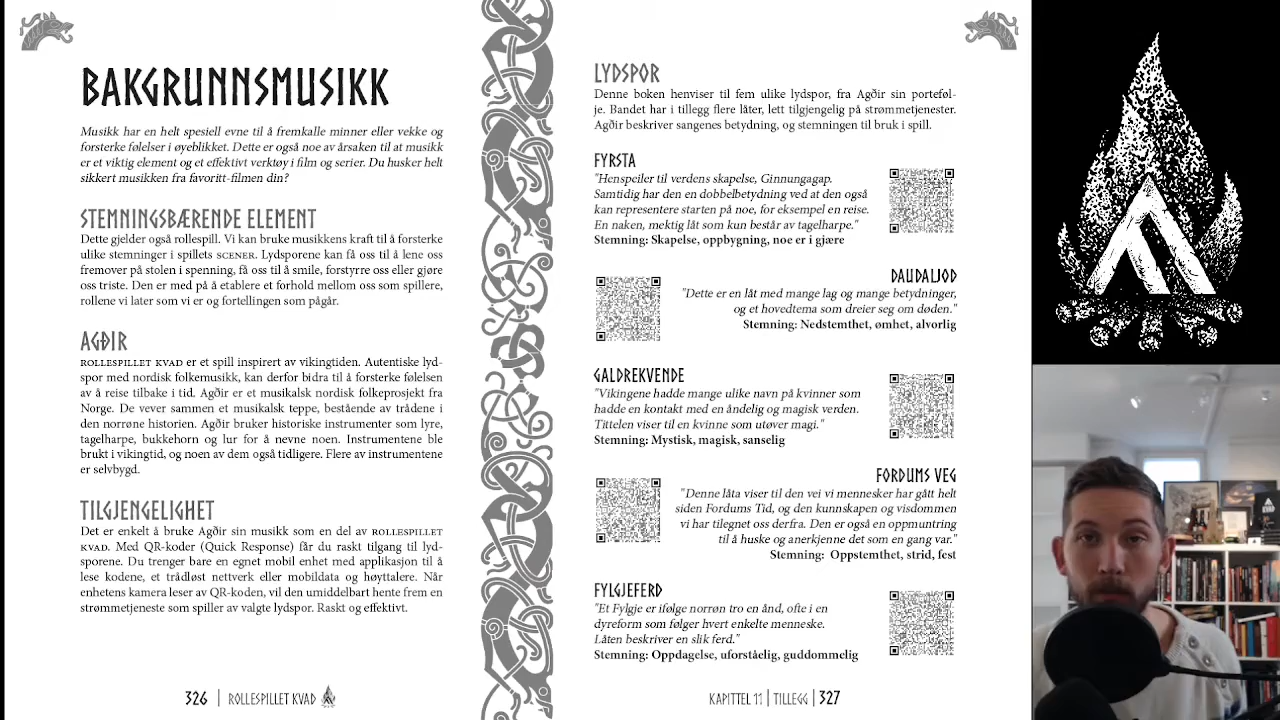 BAKGRUNNSMUSIKK
Musikk har en helt spesiell evne til å fremkalle minner eller vekke og
forsterke følelser i øyeblikket. Dette er også noe av årsaken til at musikk
er et viktig element og et effektivt verktøy i film og serier. Du husker helt
sikkert musikken fra favoritt-filmen din?
STEMNINGSBÆRENDE ELEMENT
Dette gjelder også rollespill. Vi kan bruke musikkens kraft til å forsterke
ulike stemninger i spillets SCENER. Lydsporene kan få oss til å lene oss
fremover på stolen i spenning, få oss til å smile, forstyrre oss eller gjøre
oss triste. Den er med på å etablere et forhold mellom oss som spillere,
rollene vi later som vi er og fortellingen som pågår.
AGÐIR
ROLLESPILLET KVAD er et spill inspirert av vikingtiden. Autentiske lyd-
spor med nordisk folkemusikk, kan derfor bidra til å forsterke følelsen
av å reise tilbake i tid. Agðir er et musikalsk nordisk folkeprosjekt fra
Norge. De vever sammen et musikalsk teppe, bestående av trådene i
den norrøne historien. Agðir bruker historiske instrumenter som lyre,
tagelharpe, bukkehorn og lur for å nevne noen. Instrumentene ble
brukt i vikingtid, og noen av dem også tidligere. Flere av instrumentene
er selvbygd.
TILGJENGELIGHET
Det er enkelt å bruke Agðir sin musikk som en del av ROLLESPILLET
KVAD. Med QR-koder (Quick Response) får du raskt tilgang til lyd-
sporene. Du trenger bare en egnet mobil enhet med applikasjon til å
lese kodene, et trådløst nettverk eller mobildata og høyttalere. Når
enhetens kamera leser av QR-koden, vil den umiddelbart hente frem en
strømmetjeneste som spiller av valgte lydspor. Raskt og effektivt.
326 | ROLLESPILLET KVAD
LYDSPOR
Denne boken henviser til fem ulike lydspor, fra Agðir sin porteføl-
je. Bandet har i tillegg flere låter, lett tilgjengelig på strømmetjenester.
Agðir beskriver sangenes betydning, og stemningen til bruk i spill.
FYRSTA
"Henspeiler til verdens skapelse, Ginnungagap.
Samtidig har den en dobbelbetydning ved at den også
kan representere starten på noe, for eksempel en reise.
En naken, mektig låt som kun består av tagelharpe."
Stemning: Skapelse, oppbygning, noe er i gjære
DAUDALJOD
"Dette er en låt med mange lag og mange betydninger,
og et hovedtema som dreier seg om døden."
Stemning: Nedstemthet, ømhet, alvorlig
GALDREKVENDE
"Vikingene hadde mange ulike navn på kvinner som
hadde en kontakt med en åndelig og magisk verden.
Tittelen viser til en kvinne som utøver magi."
Stemning: Mystisk, magisk, sanselig
FORDUMS VEG
"Denne låta viser til den vei vi mennesker har gått helt
siden Fordums Tid, og den kunnskapen og visdommen
vi har tilegnet oss derfra. Den er også en oppmuntring
til å huske og anerkjenne det som en gang var."
Stemning: Oppstemthet, strid, fest
FYLGJEFERD
"Et Fylgje er ifølge norrøn tro en ånd, ofte i en
dyreform som følger hvert enkelte menneske.
Låten beskriver en slik ferd."
Stemning: Oppdagelse, uforståelig, guddommelig
KAPITTEL 11 | TILLEGG | 327